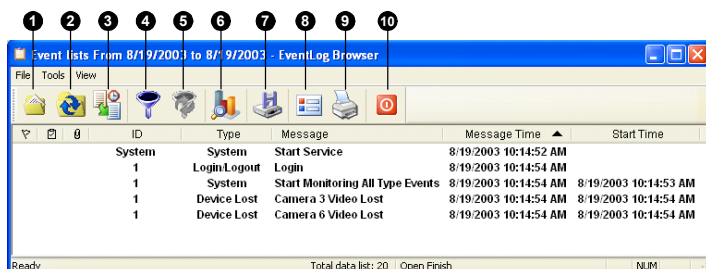 1 2 3 4 5 6 7 8 9 10
Event lists From 8/19/2003 to 8/19/2003 - EventLog Browser
File Tools View
ID Type Message Message Time Start Time
System System Start Service 8/19/2003 10:14:52 AM
1 Login/Logout Login 8/19/2003 10:14:54 AM
1 System Start Monitoring All Type Events 8/19/2003 10:14:54 AM 8/19/2003 10:14:53 AM
1 Device Lost Camera 3 Video Lost 8/19/2003 10:14:54 AM 8/19/2003 10:14:54 AM
1 Device Lost Camera 6 Video Lost 8/19/2003 10:14:54 AM 8/19/2003 10:14:54 AM
Ready Total data list: 20 Open Finish NUM